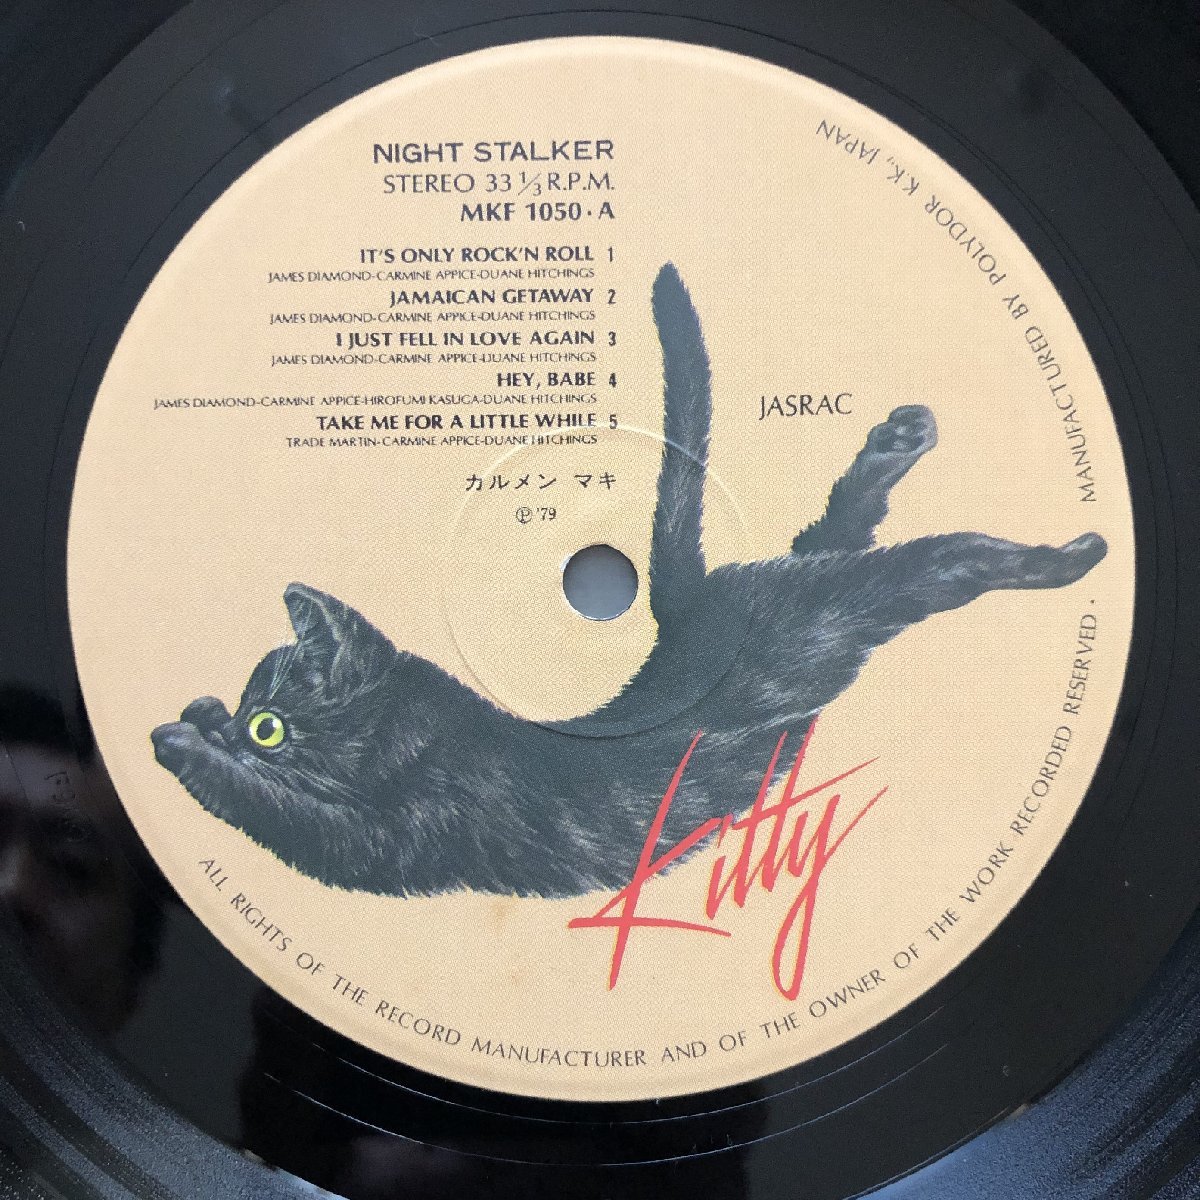 NIGHT STALKER
STEREO 33 1/3 R.P.M.
MKF 1050・A
IT'S ONLY ROCK'N ROLL 1
JAMES DIAMOND-CARMINE APPICE-DUANE HITCHINGS
JAMAICAN GETAWAY 2
JAMES DIAMOND-CARMINE APPICE-DUANE HITCHINGS
I JUST FELL IN LOVE AGAIN 3
JAMES DIAMOND-CARMINE APPICE-DUANE HITCHINGS
HEY, BABE 4
JAMES DIAMOND-CARMINE APPICE-HIROFUMI KASUGA-DUANE HITCHINGS
TAKE ME FOR A LITTLE WHILE 5
TRADE MARTIN-CARMINE APPICE-DUANE HITCHINGS
カルメン マキ
Ⓟ '79
JASRAC
Kitty
ALL RIGHTS OF THE RECORD MANUFACTURER AND OF THE OWNER OF THE WORK RECORDED RESERVED · MANUFACTURED BY POLYDOR K.K., JAPAN